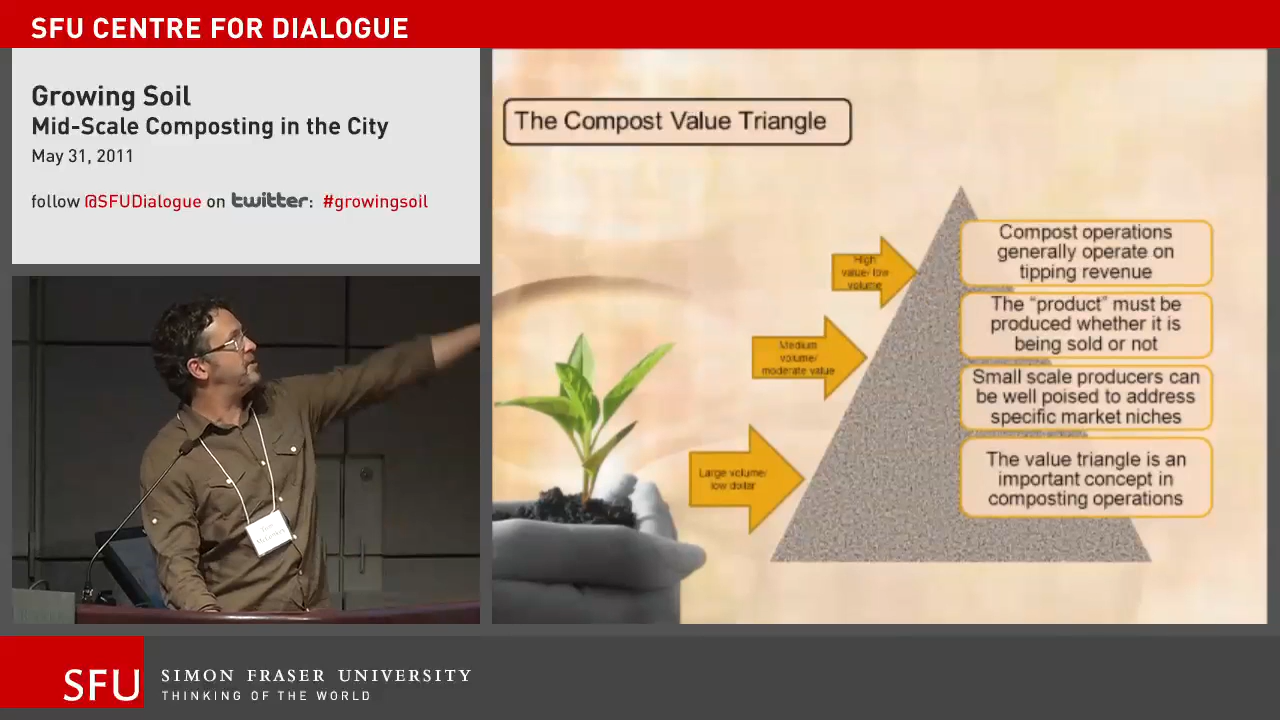 SFU CENTRE FOR DIALOGUE
Growing Soil
Mid-Scale Composting in the City
May 31, 2011
follow @SFUDialogue on twitter: #growingsoil
The Compost Value Triangle
High
value/ low
volume
Medium
volume/
moderate value
Large volume/
low dollar
Compost operations
generally operate on
tipping revenue
The "product" must be
produced whether it is
being sold or not
Small scale producers can
be well poised to address
specific market niches
The value triangle is an
important concept in
composting operations
SFU SIMON FRASER UNIVERSITY
THINKING OF THE WORLD